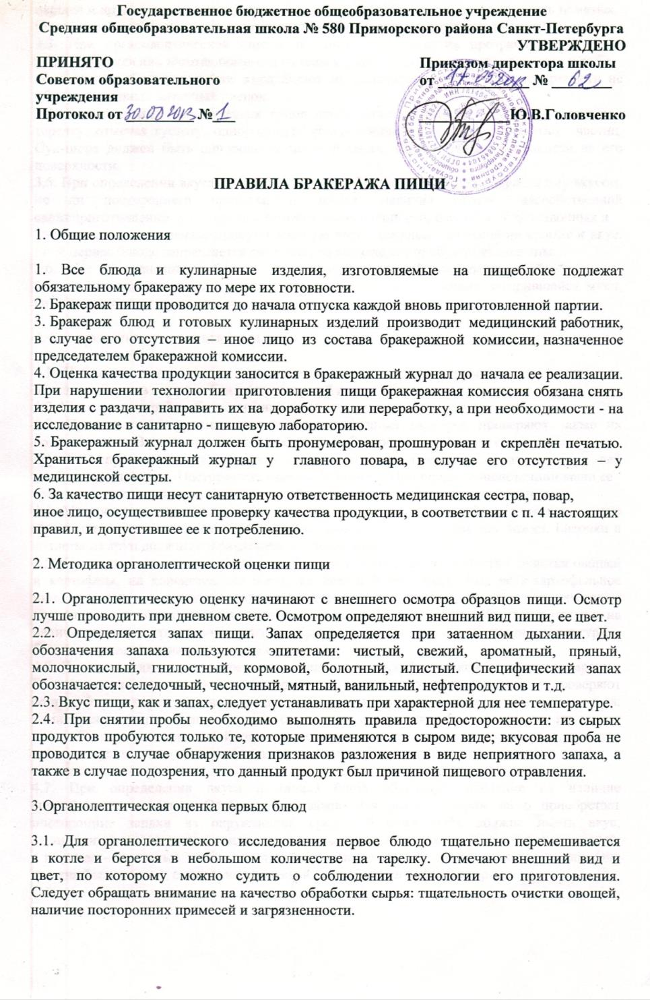 Государственное бюджетное общеобразовательное учреждение
Средняя общеобразовательная школа № 580 Приморского района Санкт-Петербурга
УТВЕРЖДЕНО
ПРИНЯТО
Приказом директора школы
Советом образовательного
от № 62
учреждения
Протокол от № 1
Ю.В.Головченко
ПРАВИЛА БРАКЕРАЖА ПИЩИ
1. Общие положения
1. Все блюда и кулинарные изделия, изготовляемые на пищеблоке подлежат
обязательному бракеражу по мере их готовности.
2. Бракераж пищи проводится до начала отпуска каждой вновь приготовленной партии.
3. Бракераж блюд и готовых кулинарных изделий производит медицинский работник,
в случае его отсутствия – иное лицо из состава бракеражной комиссии, назначенное
председателем бракеражной комиссии.
4. Оценка качества продукции заносится в бракеражный журнал до начала ее реализации.
При нарушении технологии приготовления пищи бракеражная комиссия обязана снять
изделия с раздачи, направить их на доработку или переработку, а при необходимости - на
исследование в санитарно - пищевую лабораторию.
5. Бракеражный журнал должен быть пронумерован, прошнурован и скреплён печатью.
Храниться бракеражный журнал у главного повара, в случае его отсутствия – у
медицинской сестры.
6. За качество пищи несут санитарную ответственность медицинская сестра, повар,
иное лицо, осуществившее проверку качества продукции, в соответствии с п. 4 настоящих
правил, и допустившее ее к потреблению.
2. Методика органолептической оценки пищи
2.1. Органолептическую оценку начинают с внешнего осмотра образцов пищи. Осмотр
лучше проводить при дневном свете. Осмотром определяют внешний вид пищи, ее цвет.
2.2. Определяется запах пищи. Запах определяется при затаенном дыхании. Для
обозначения запаха пользуются эпитетами: чистый, свежий, ароматный, пряный,
молочнокислый, гнилостный, кормовой, болотный, илистый. Специфический запах
обозначается: селедочный, чесночный, мятный, ванильный, нефтепродуктов и т.д.
2.3. Вкус пищи, как и запах, следует устанавливать при характерной для нее температуре.
2.4. При снятии пробы необходимо выполнять правила предосторожности: из сырых
продуктов пробуются только те, которые применяются в сыром виде; вкусовая проба не
проводится в случае обнаружения признаков разложения в виде неприятного запаха, а
также в случае подозрения, что данный продукт был причиной пищевого отравления.
3.Органолептическая оценка первых блюд
3.1. Для органолептического исследования первое блюдо тщательно перемешивается
в котле и берется в небольшом количестве на тарелку. Отмечают внешний вид и
цвет, по которому можно судить о соблюдении технологии его приготовления.
Следует обращать внимание на качество обработки сырья: тщательность очистки овощей,
наличие посторонних примесей и загрязненности.